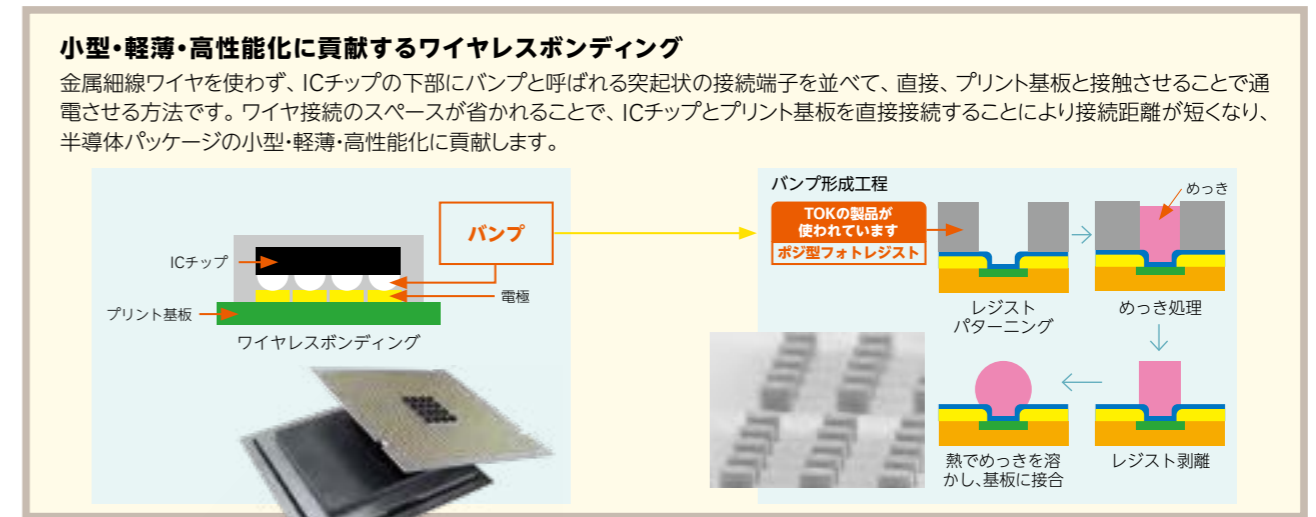 小型・軽薄・高性能化に貢献するワイヤレスボンディング
金属細線ワイヤを使わず、ICチップの下部にバンプと呼ばれる突起状の接続端子を並べて、直接、プリント基板と接触させることで通
電させる方法です。ワイヤ接続のスペースが省かれることで、ICチップとプリント基板を直接接続することにより接続距離が短くなり、
半導体パッケージの小型・軽薄・高性能化に貢献します。
バンプ
ICチップ
電極
プリント基板
ワイヤレスボンディング
バンプ形成工程
TOKの製品が
使われています
ポジ型フォトレジスト
めっき
レジスト
パターニング
めっき処理
熱でめっきを溶
かし、基板に接合
レジスト剥離